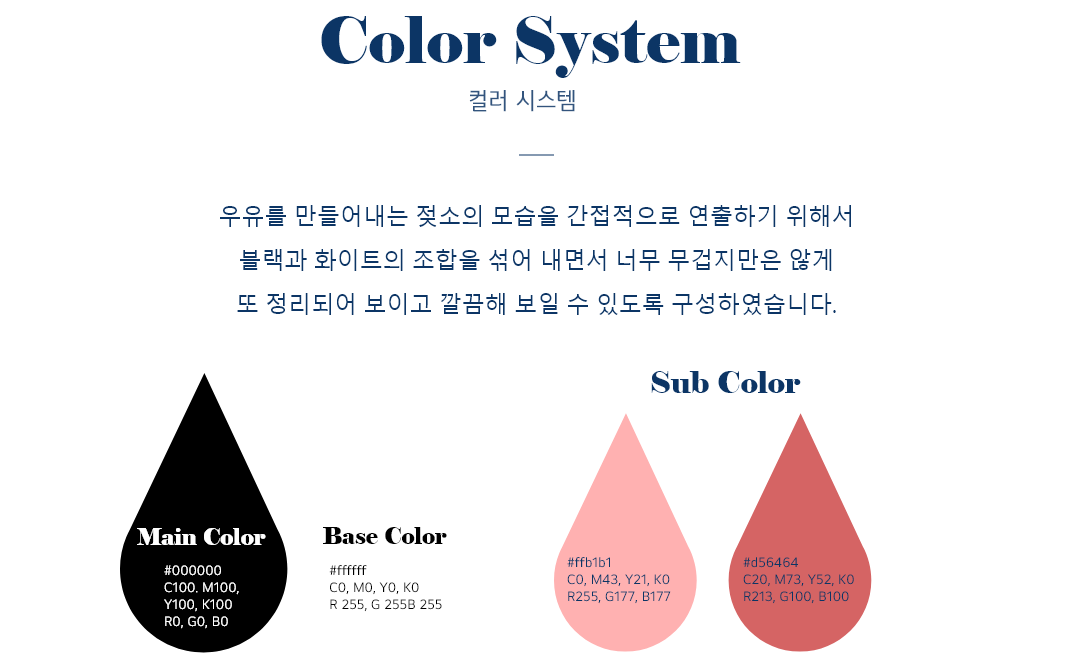 Color System
컬러 시스템
우유를 만들어내는 젖소의 모습을 간접적으로 연출하기 위해서
블랙과 화이트의 조합을 섞어 내면서 너무 무겁지만은 않게
또 정리되어 보이고 깔끔해 보일 수 있도록 구성하였습니다.
Main Color
#000000
C100. M100,
Y100, K100
R0, G0, B0
Base Color
#ffffff
C0, M0, Y0, K0
R 255, G 255B 255
Sub Color
#ffb1b1
C0, M43, Y21, K0
R255, G177, B177
#d56464
C20, M73, Y52, K0
R213, G100, B100